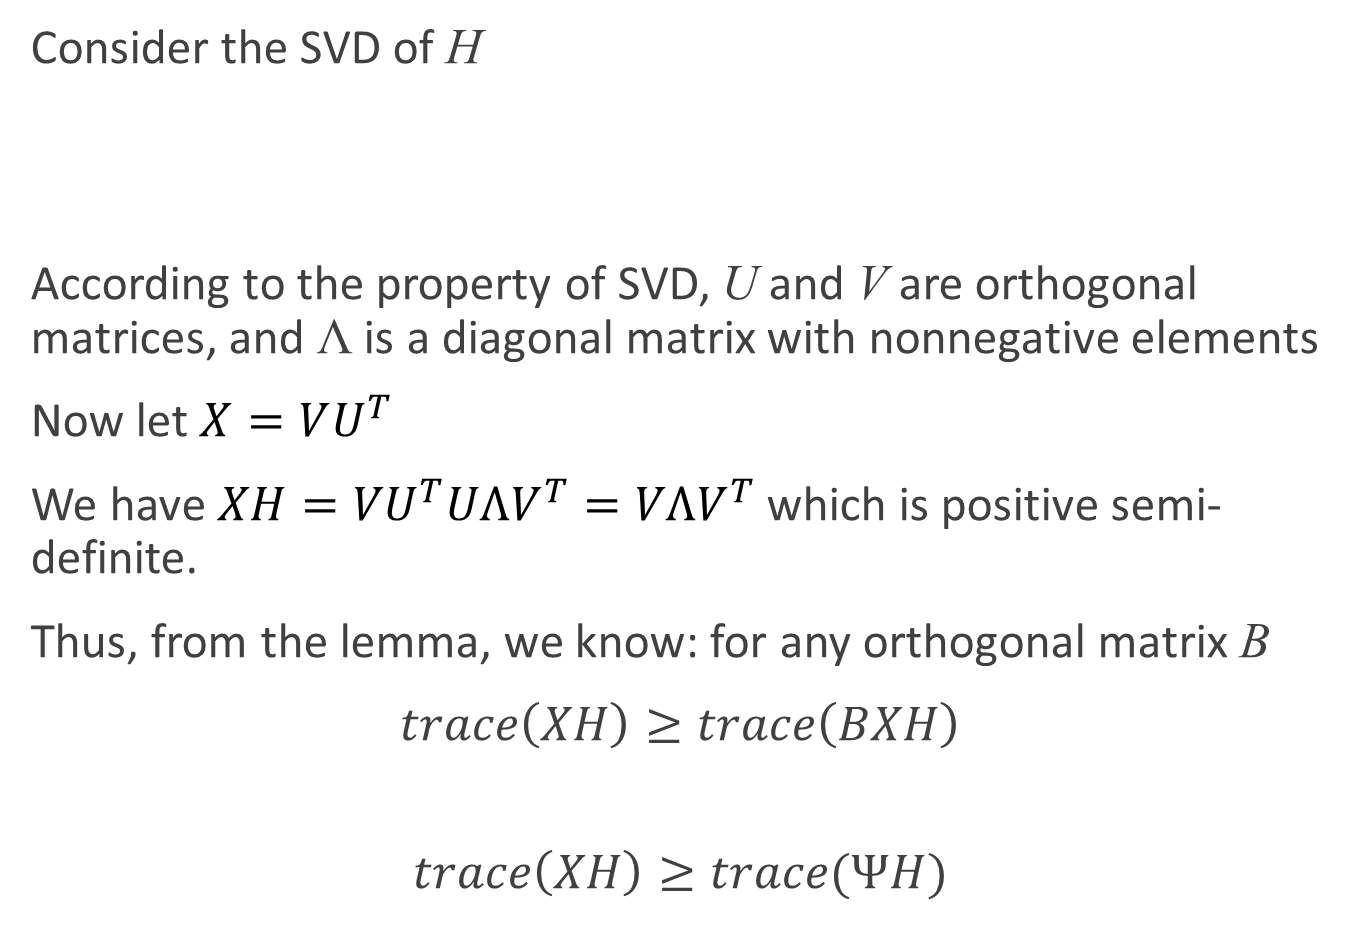 Consider the SVD of H
According to the property of SVD, U and V are orthogonal
matrices, and Λ is a diagonal matrix with nonnegative elements
Now let X = VU^T
We have XH = VU^TUΛV^T = VΛV^T which is positive semi-
definite.
Thus, from the lemma, we know: for any orthogonal matrix B
trace(XH) ≥ trace(BXH)
trace(XH) ≥ trace(ΨH)